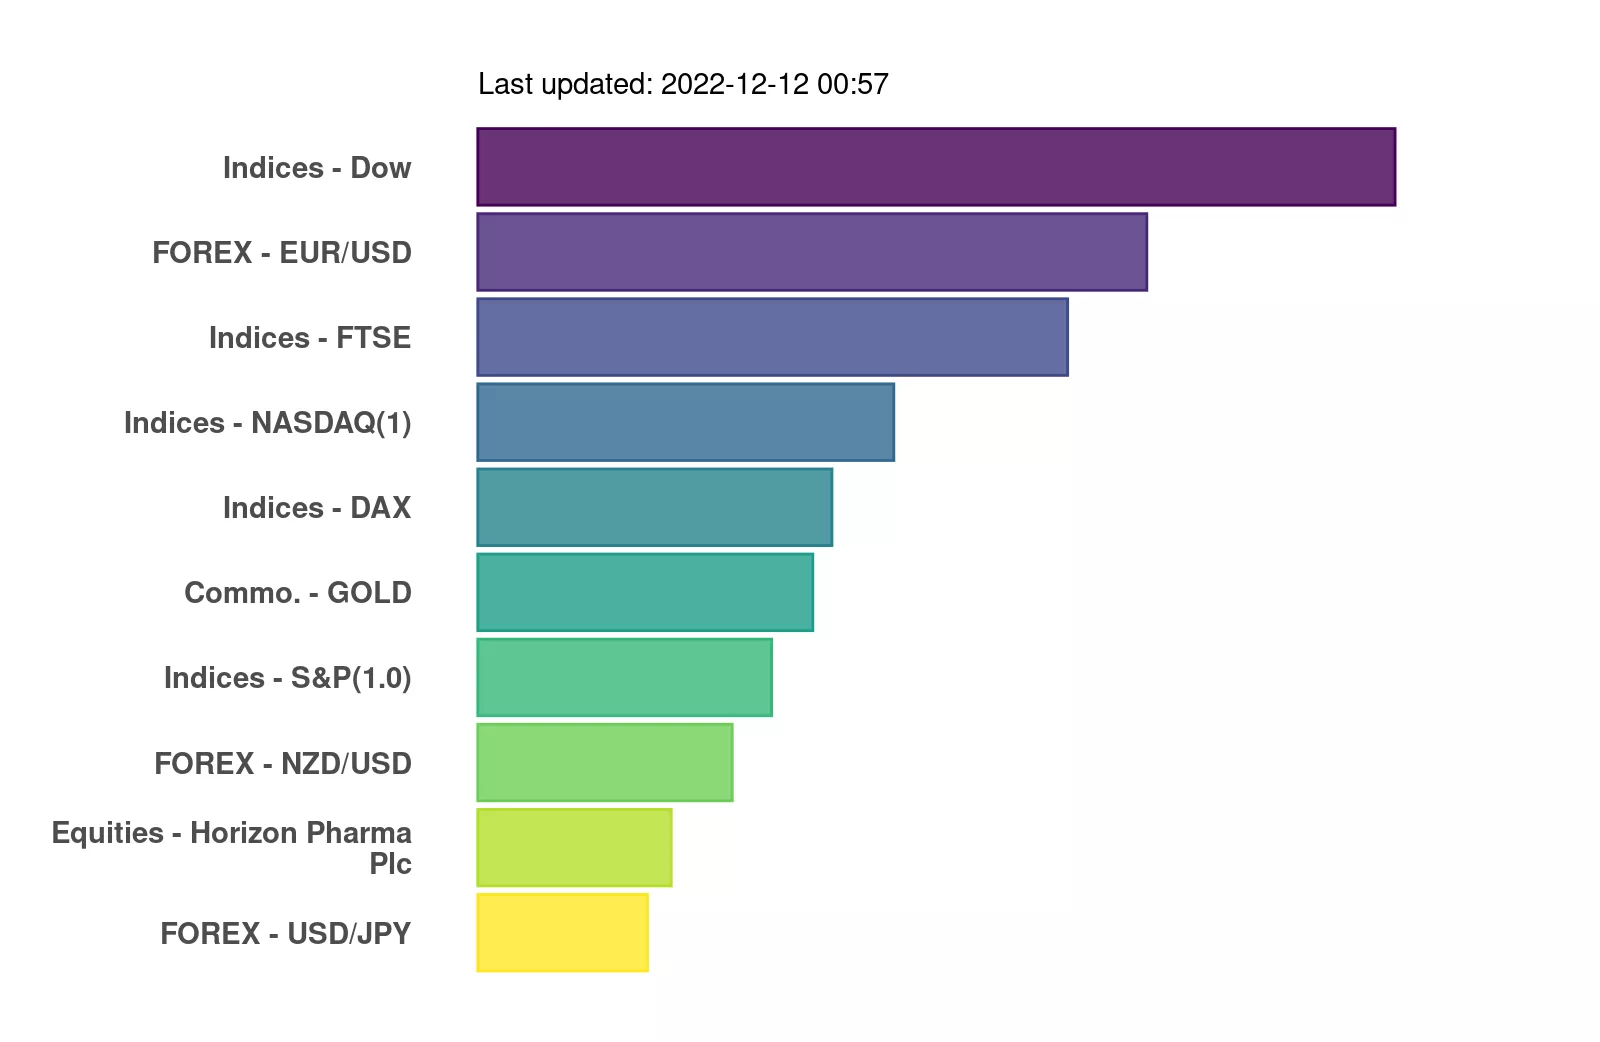 Last updated: 2022-12-12 00:57
Indices - Dow
FOREX - EUR/USD
Indices - FTSE
Indices - NASDAQ(1)
Indices - DAX
Commo. - GOLD
Indices - S&P(1.0)
FOREX - NZD/USD
Equities - Horizon Pharma
Plc
FOREX - USD/JPY